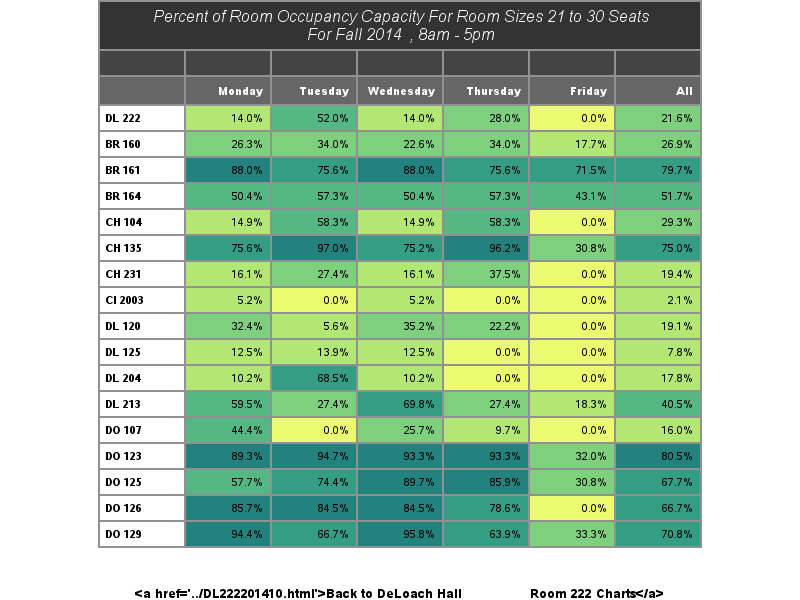 Percent of Room Occupancy Capacity For Room Sizes 21 to 30 Seats
For Fall 2014 , 8am - 5pm
Monday Tuesday Wednesday Thursday Friday All
DL 222 14.0% 52.0% 14.0% 28.0% 0.0% 21.6%
BR 160 26.3% 34.0% 22.6% 34.0% 17.7% 26.9%
BR 161 88.0% 75.6% 88.0% 75.6% 71.5% 79.7%
BR 164 50.4% 57.3% 50.4% 57.3% 43.1% 51.7%
CH 104 14.9% 58.3% 14.9% 58.3% 0.0% 29.3%
CH 135 75.6% 97.0% 75.2% 96.2% 30.8% 75.0%
CH 231 16.1% 27.4% 16.1% 37.5% 0.0% 19.4%
CI 2003 5.2% 0.0% 5.2% 0.0% 0.0% 2.1%
DL 120 32.4% 5.6% 35.2% 22.2% 0.0% 19.1%
DL 125 12.5% 13.9% 12.5% 0.0% 0.0% 7.8%
DL 204 10.2% 68.5% 10.2% 0.0% 0.0% 17.8%
DL 213 59.5% 27.4% 69.8% 27.4% 18.3% 40.5%
DO 107 44.4% 0.0% 25.7% 9.7% 0.0% 16.0%
DO 123 89.3% 94.7% 93.3% 93.3% 32.0% 80.5%
DO 125 57.7% 74.4% 89.7% 85.9% 30.8% 67.7%
DO 126 85.7% 84.5% 84.5% 78.6% 0.0% 66.7%
DO 129 94.4% 66.7% 95.8% 63.9% 33.3% 70.8%
<a href='../DL222201410.html'>Back to DeLoach Hall Room 222 Charts</a>